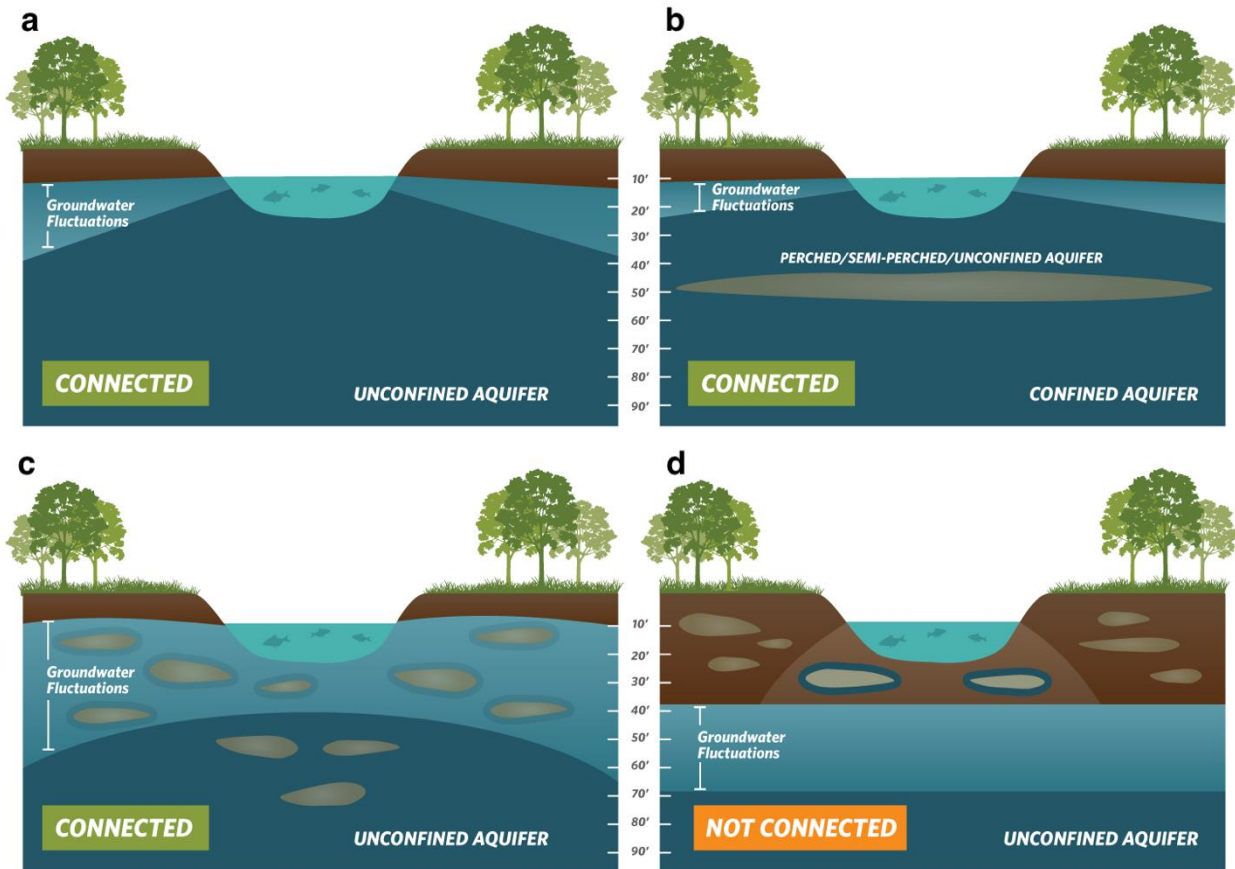 a
Groundwater
Fluctuations
CONNECTED
UNCONFINED AQUIFER
10'
20'
30'
40'
50'
60'
70'
80'
90'
b
Groundwater
Fluctuations
PERCHED/SEMI-PERCHED/UNCONFINED AQUIFER
CONNECTED
CONFINED AQUIFER
c
Groundwater
Fluctuations
CONNECTED
UNCONFINED AQUIFER
10'
20'
30'
40'
50'
60'
70'
80'
90'
d
Groundwater
Fluctuations
NOT CONNECTED
UNCONFINED AQUIFER